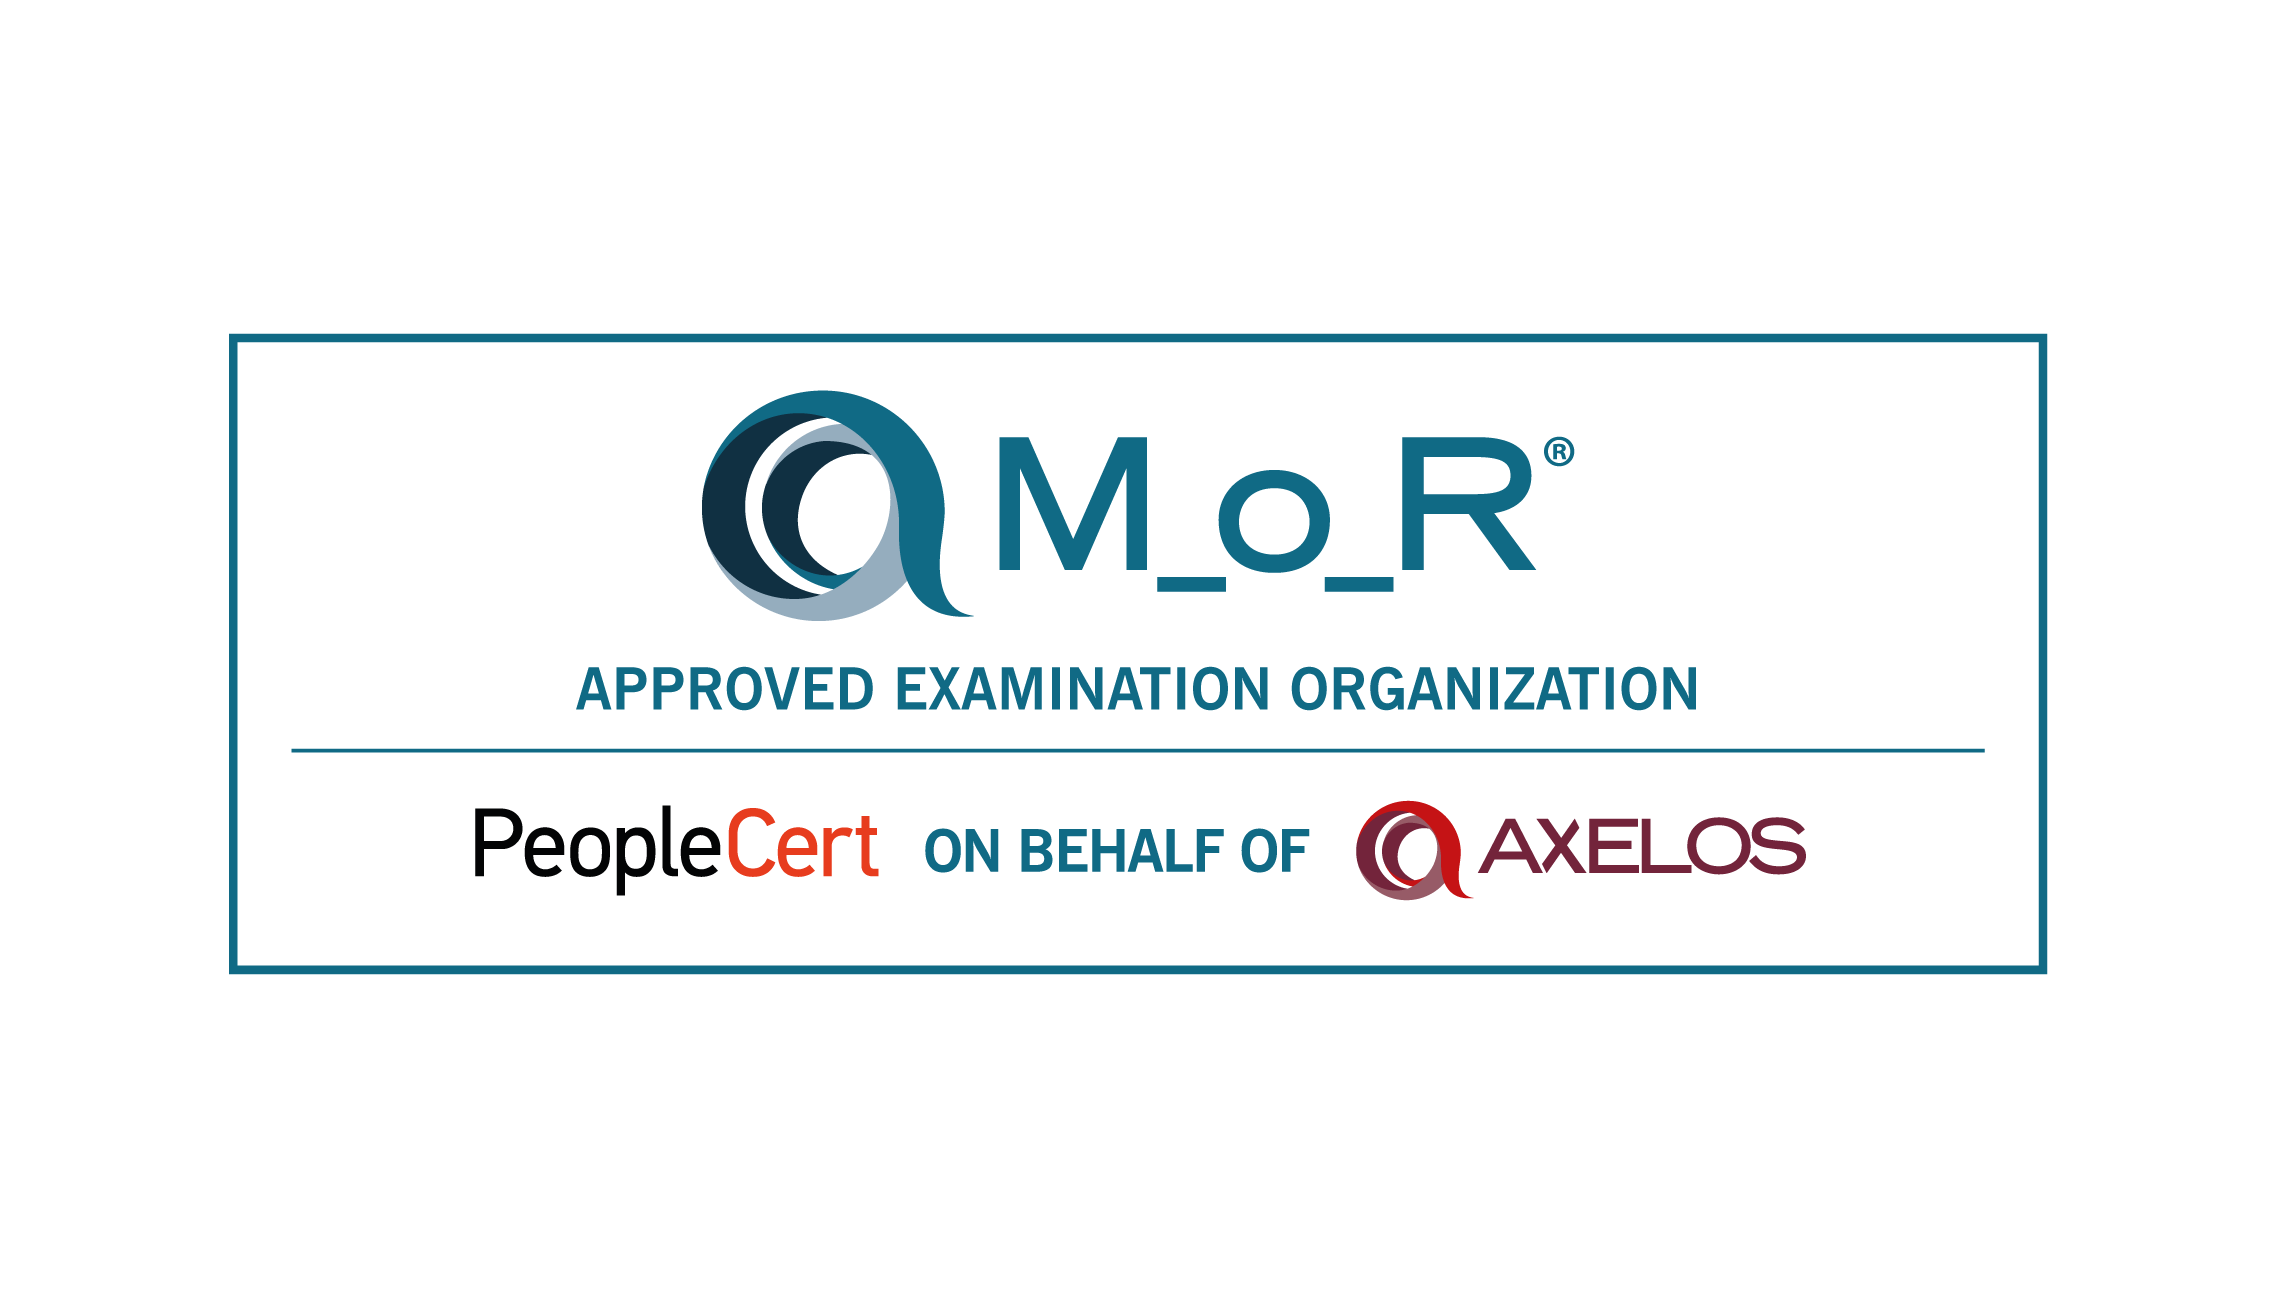 M_o_R®
APPROVED EXAMINATION ORGANIZATION
PeopleCert ON BEHALF OF AXELOS